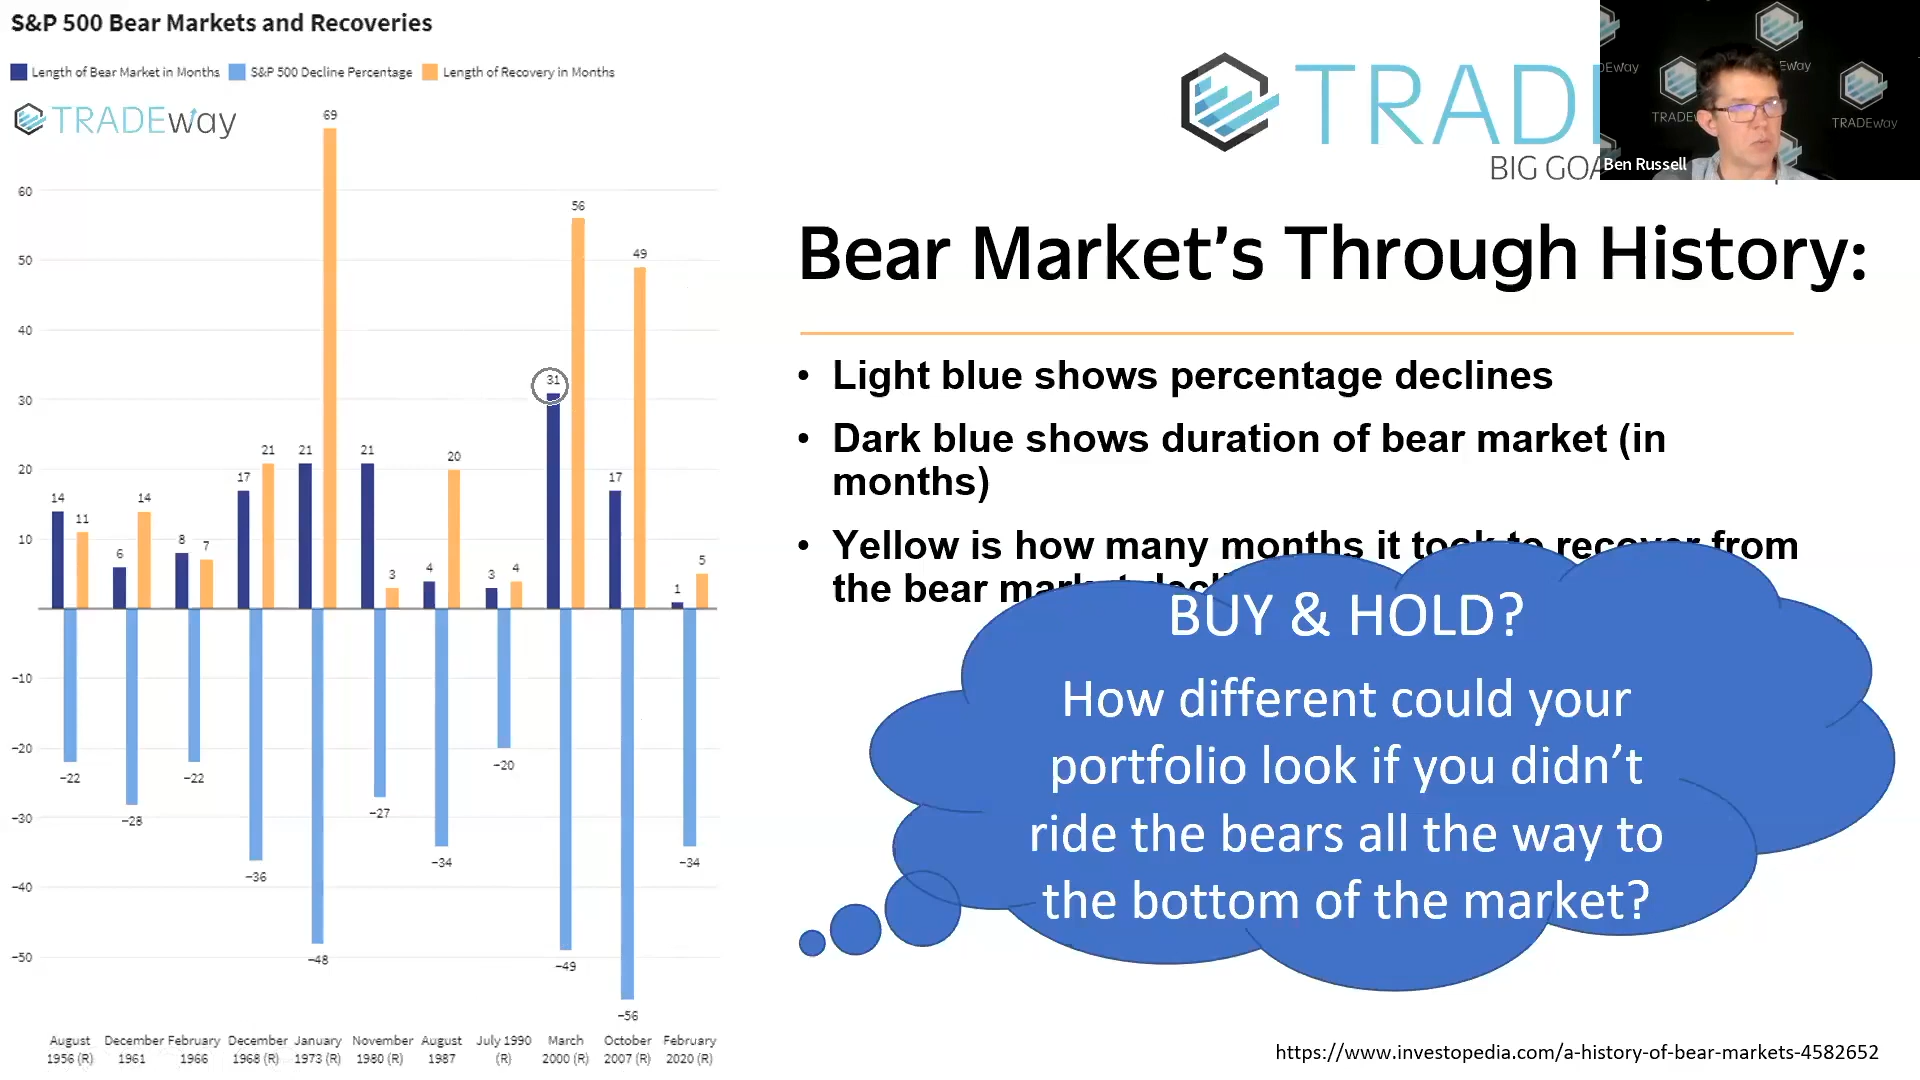 S&P 500 Bear Markets and Recoveries
Length of Bear Market in Months S&P 500 Decline Percentage Length of Recovery in Months
TRADEway
69
60
56
50
49
40
31
30
21 21 21
20
20
17
17
14
14
11
10
8
7
6
5
4
4
3
3
1
-10
-20
-22
-22
-20
-27
-28
-30
-34
-34
-36
-40
-48
-49
-50
-56
August 1956 (R)
December 1961
February 1966
December 1968 (R)
January 1973 (R)
November 1980 (R)
August 1987
July 1990 (R)
March 2000 (R)
October 2007 (R)
February 2020 (R)
TRAD
BIG GOA
Ben Russell
TRADEway
Bear Market’s Through History:
• Light blue shows percentage declines
• Dark blue shows duration of bear market (in
months)
• Yellow is how many months it took to recover from
the bear market
BUY & HOLD?
How different could your
portfolio look if you didn’t
ride the bears all the way to
the bottom of the market?
https://www.investopedia.com/a-history-of-bear-markets-4582652